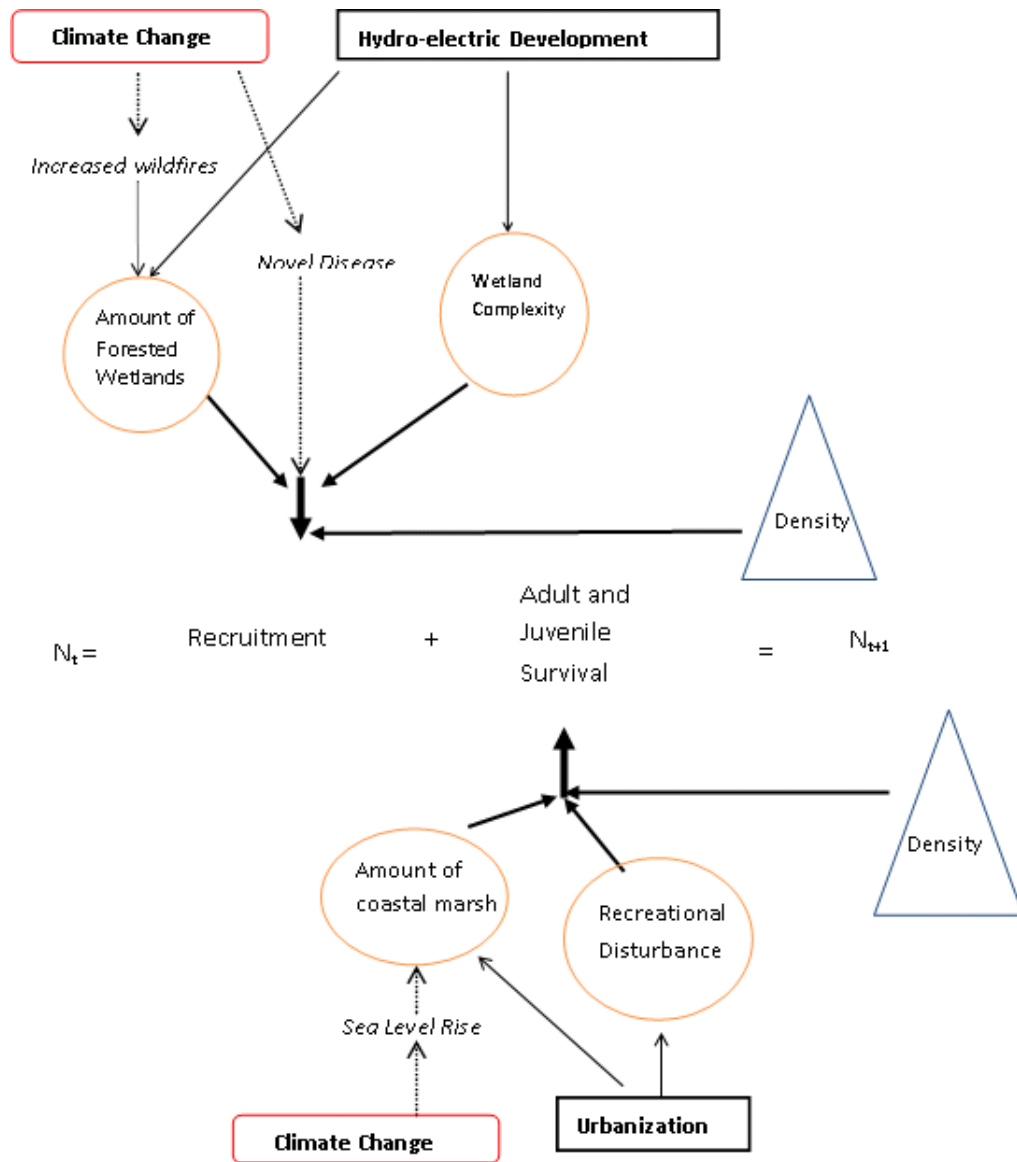 Climate Change
Hydro-electric Development
Increased wildfires
Novel Disease
Wetland
Complexity
Amount of
Forested
Wetlands
Density
Adult and
Juvenile
Survival
Nt =
Recruitment
+
=
Nt+1
Density
Amount of
coastal marsh
Recreational
Disturbance
Sea Level Rise
Urbanization
Climate Change